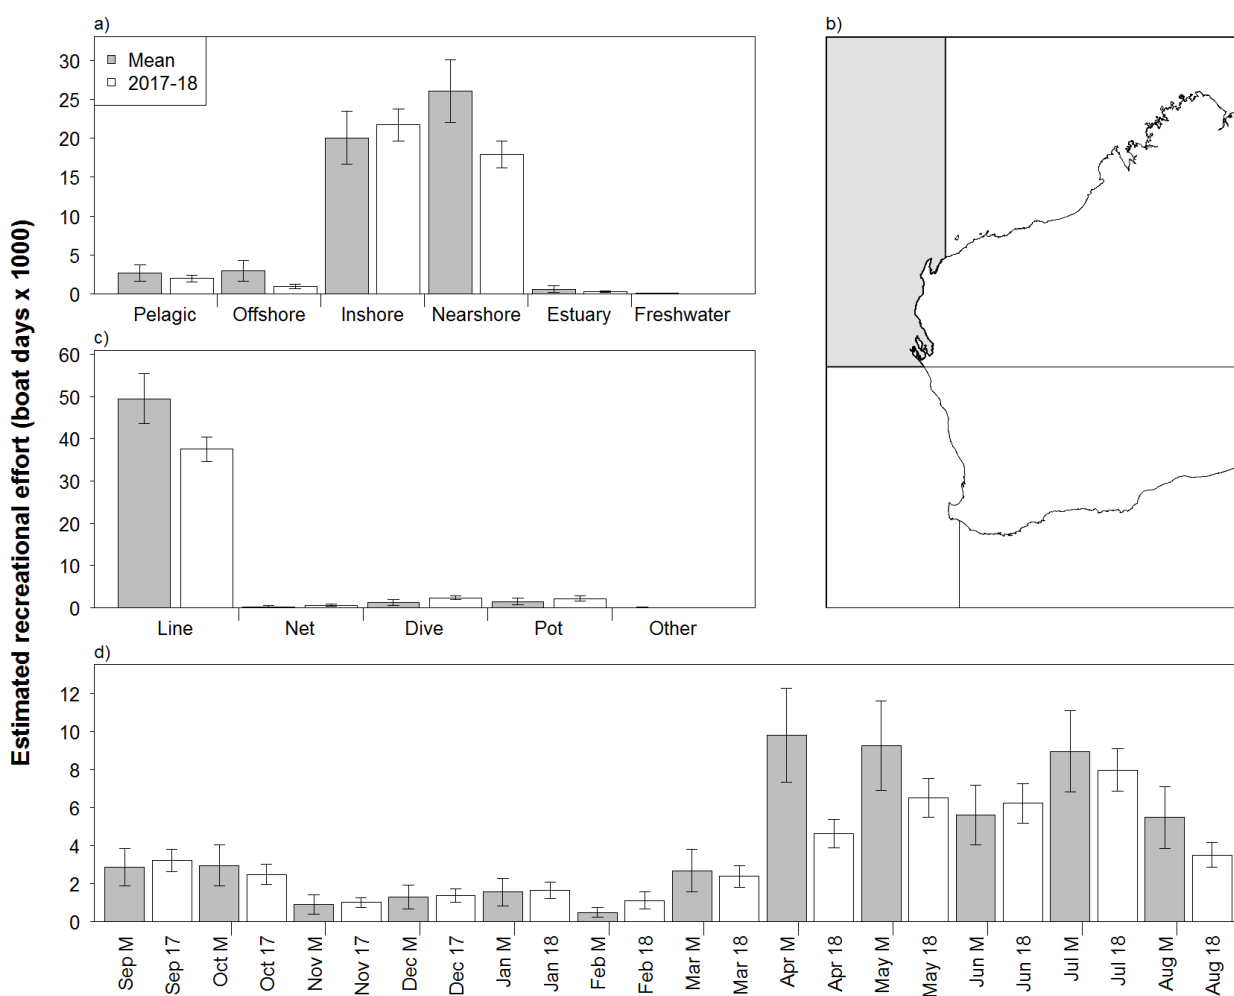 Estimated recreational effort (boat days x 1000)
a)
30
25
20
15
10
5
0
Mean
2017-18
Pelagic Offshore Inshore Nearshore Estuary Freshwater
b)
c)
60
50
40
30
20
10
0
Line Net Dive Pot Other
d)
12
10
8
6
4
2
0
Sep M
Sep 17
Oct M
Oct 17
Nov M
Nov 17
Dec M
Dec 17
Jan M
Jan 18
Feb M
Feb 18
Mar M
Mar 18
Apr M
Apr 18
May M
May 18
Jun M
Jun 18
Jul M
Jul 18
Aug M
Aug 18